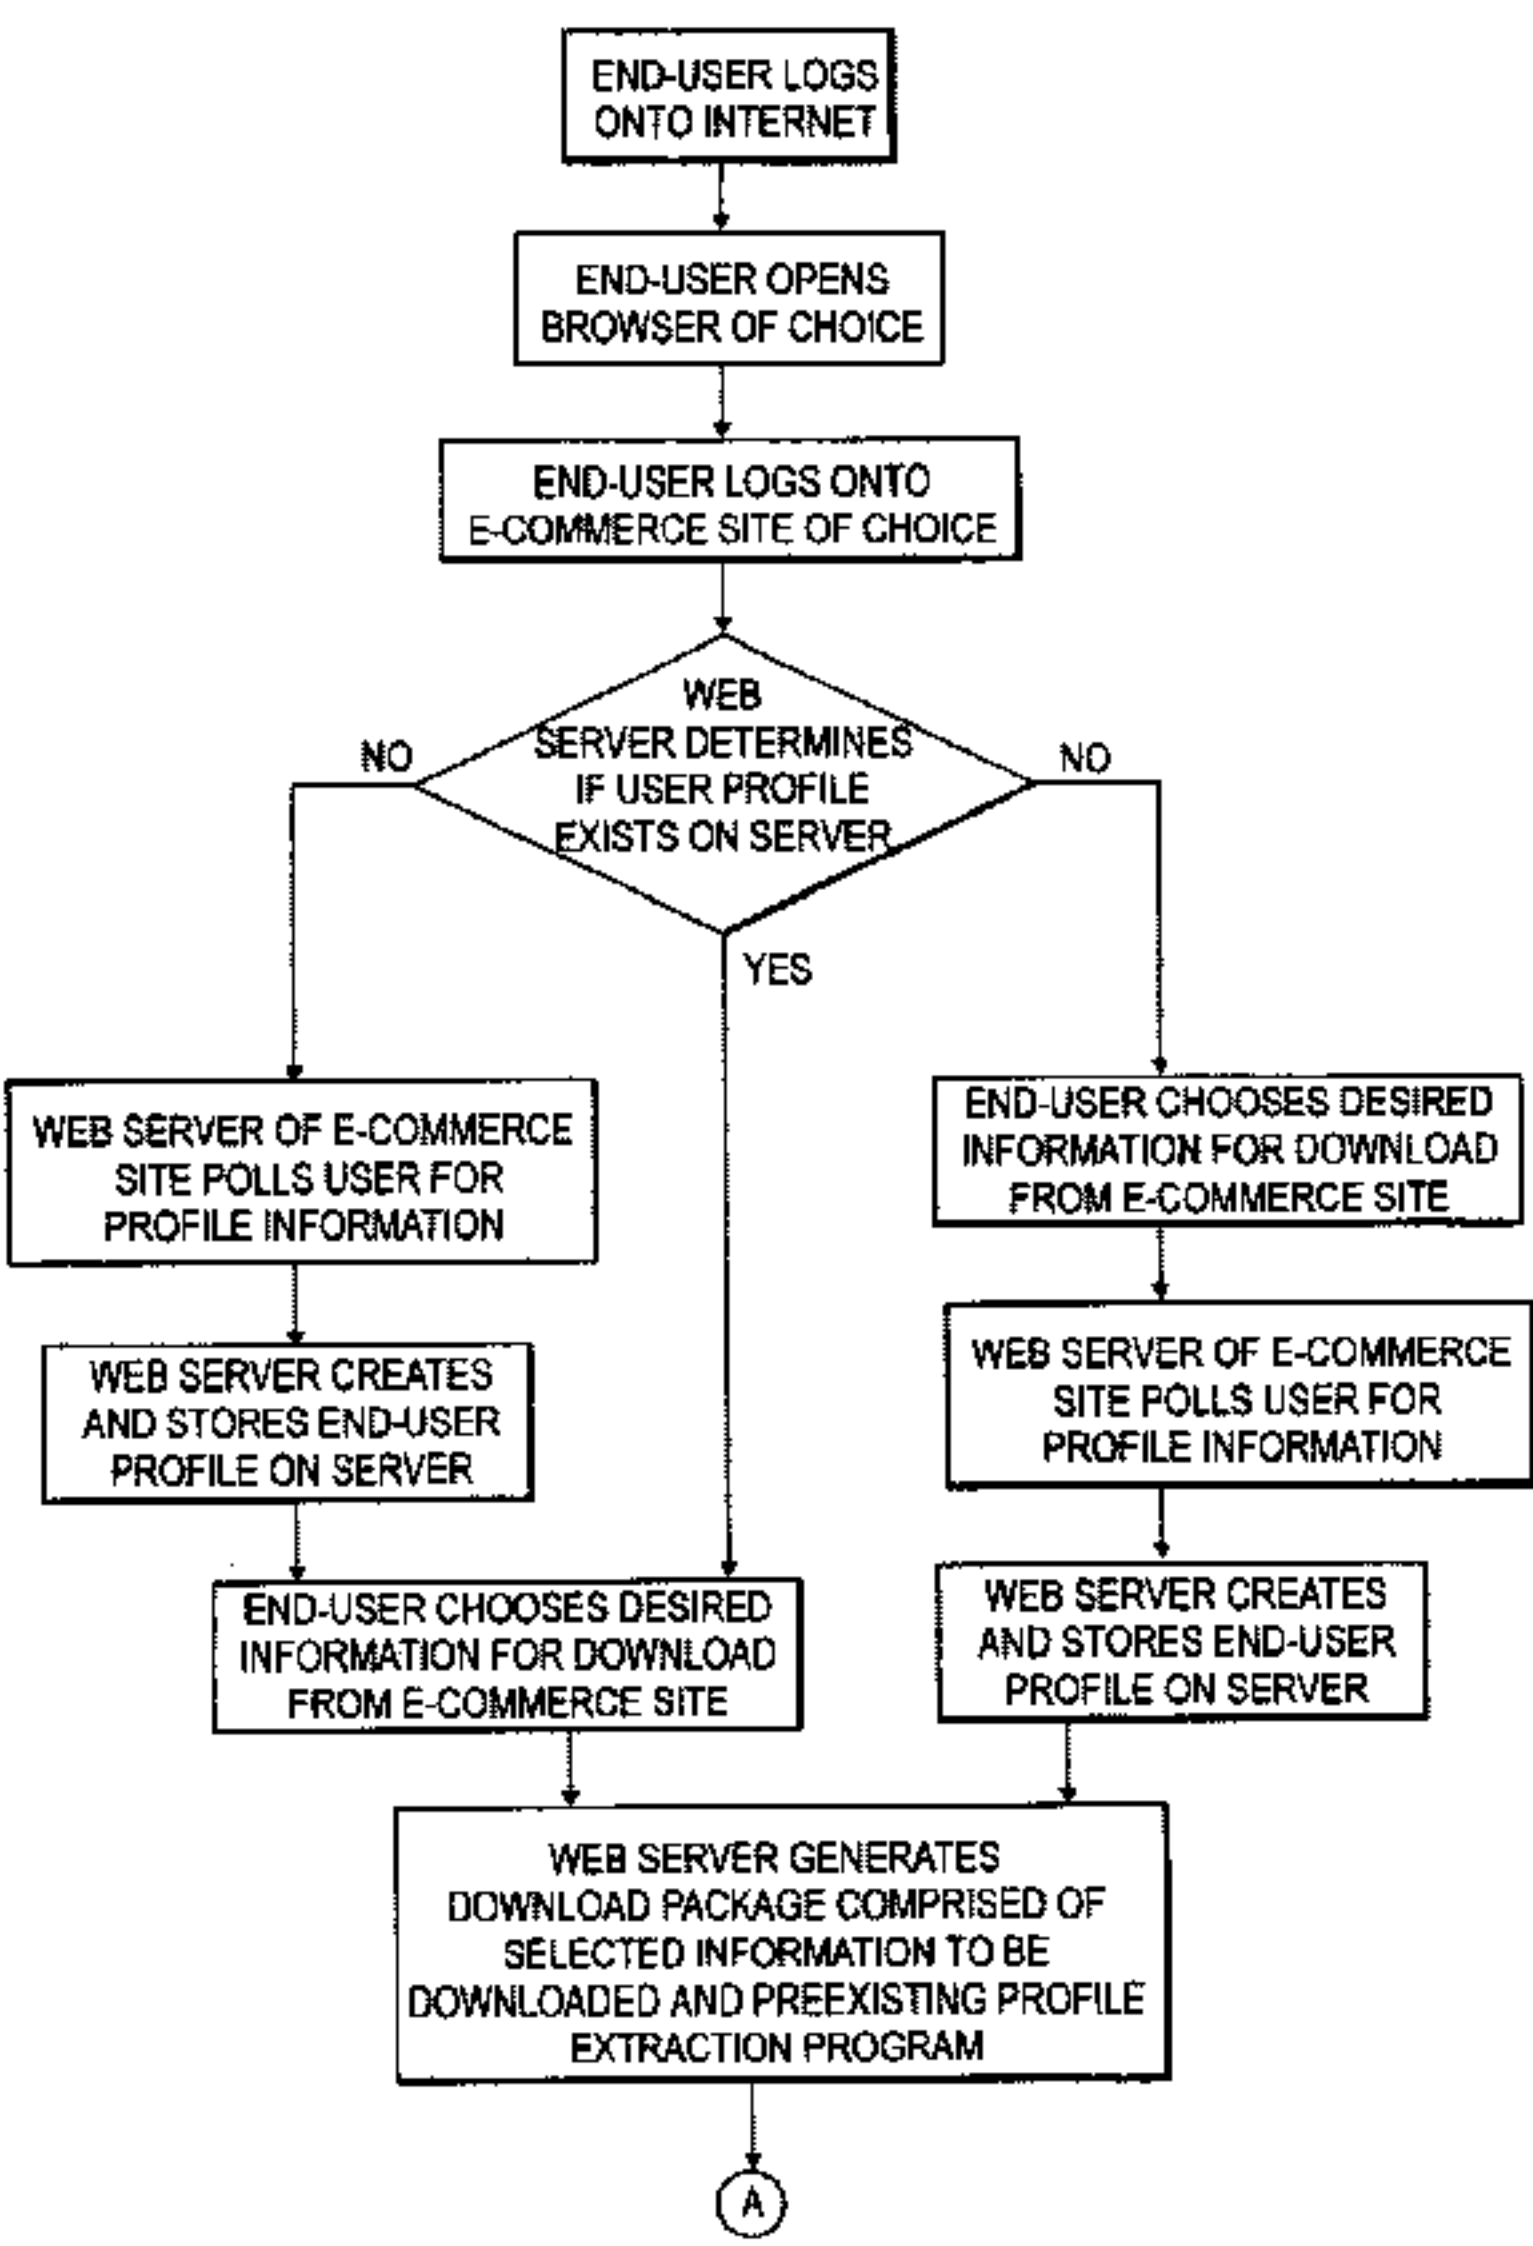 END-USER LOGS
ONTO INTERNET
END-USER OPENS
BROWSER OF CHOICE
END-USER LOGS ONTO
E-COMMERCE SITE OF CHOICE
WEB
SERVER DETERMINES
IF USER PROFILE
EXISTS ON SERVER
NO
NO
YES
WEB SERVER OF E-COMMERCE
SITE POLLS USER FOR
PROFILE INFORMATION
WEB SERVER CREATES
AND STORES END-USER
PROFILE ON SERVER
END-USER CHOOSES DESIRED
INFORMATION FOR DOWNLOAD
FROM E-COMMERCE SITE
END-USER CHOOSES DESIRED
INFORMATION FOR DOWNLOAD
FROM E-COMMERCE SITE
WEB SERVER OF E-COMMERCE
SITE POLLS USER FOR
PROFILE INFORMATION
WEB SERVER CREATES
AND STORES END-USER
PROFILE ON SERVER
WEB SERVER GENERATES
DOWNLOAD PACKAGE COMPRISED OF
SELECTED INFORMATION TO BE
DOWNLOADED AND PREEXISTING PROFILE
EXTRACTION PROGRAM
A